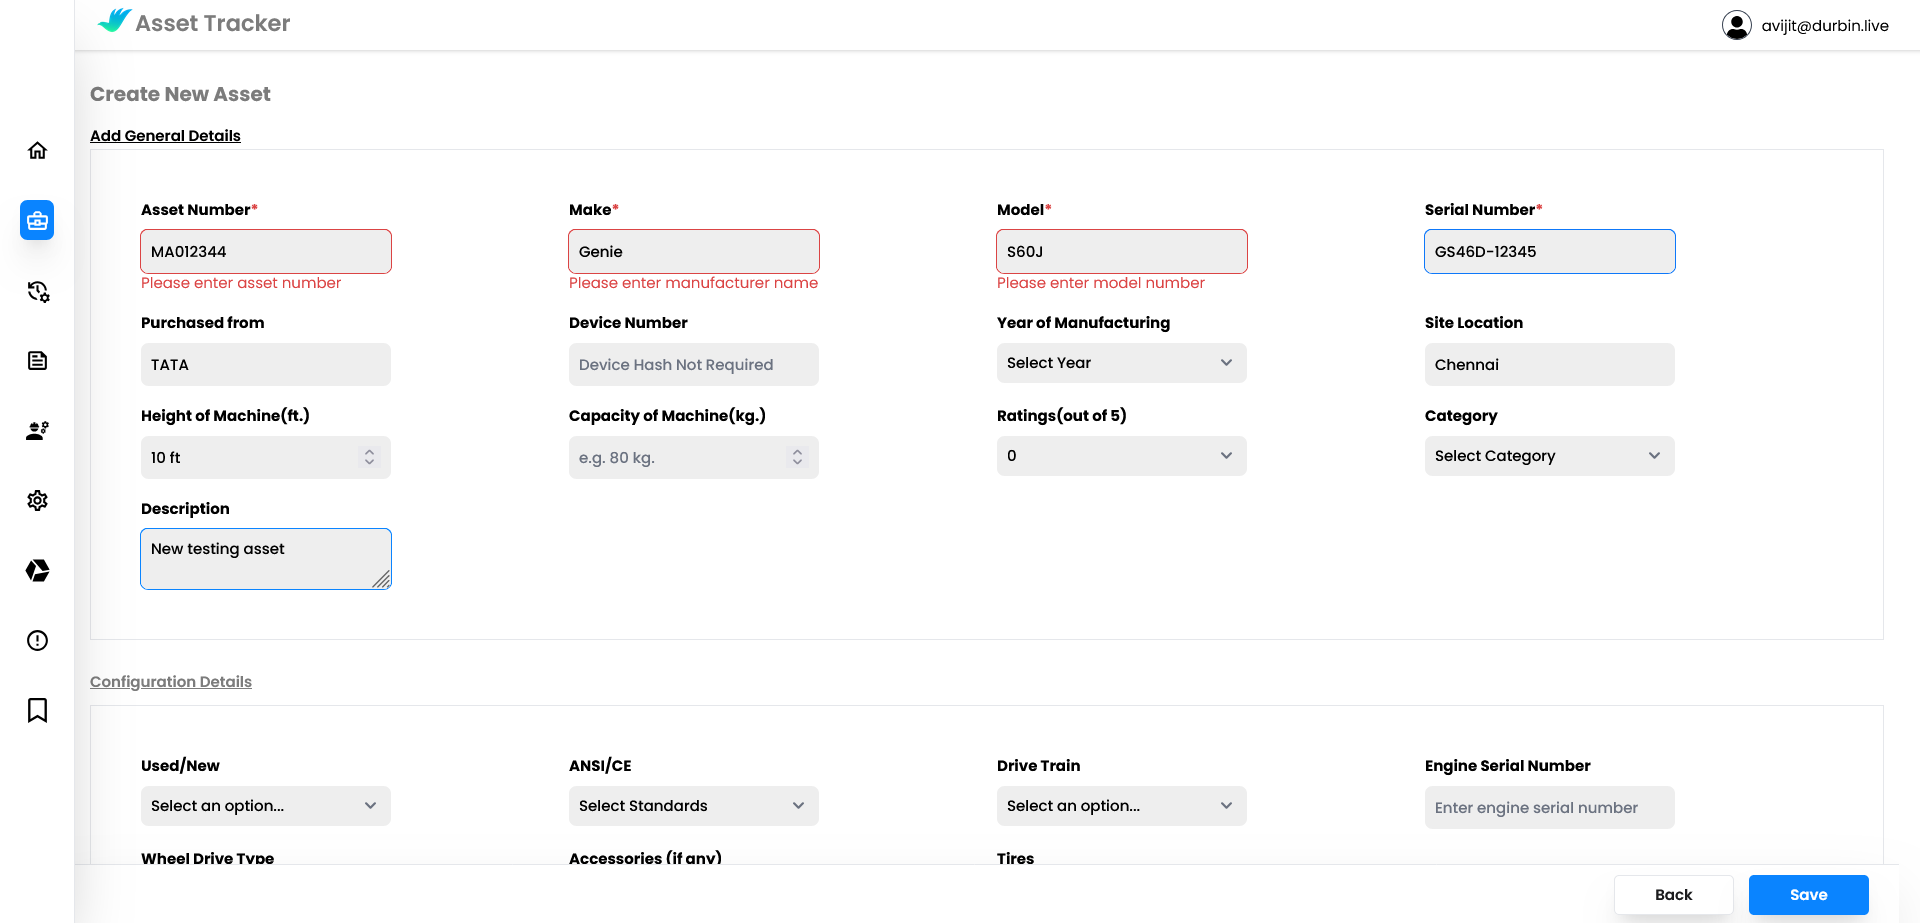 Asset Tracker
avijit@durbin.live
Create New Asset
Add General Details
Asset Number* Make* Model* Serial Number*
MA012344 Genie S60J GS46D-12345
Please enter asset number Please enter manufacturer name Please enter model number
Purchased from Device Number Year of Manufacturing Site Location
TATA Device Hash Not Required Select Year Chennai
Height of Machine(ft.) Capacity of Machine(kg.) Ratings(out of 5) Category
10 ft e.g. 80 kg. 0 Select Category
Description
New testing asset
Configuration Details
Used/New ANSI/CE Drive Train Engine Serial Number
Select an option... Select Standards Select an option... Enter engine serial number
Wheel Drive Type Accessories (if any) Tires
Back Save